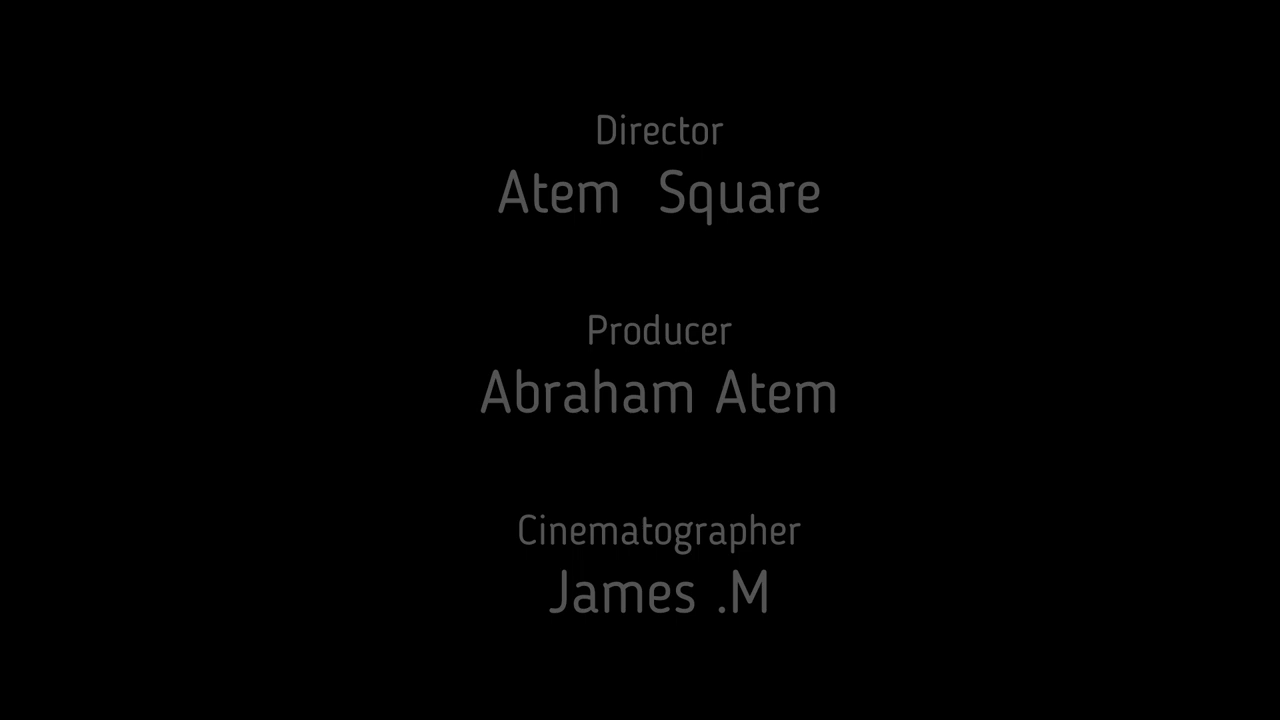 Director
Atem  Square
Producer
Abraham Atem
Cinematographer
James .M